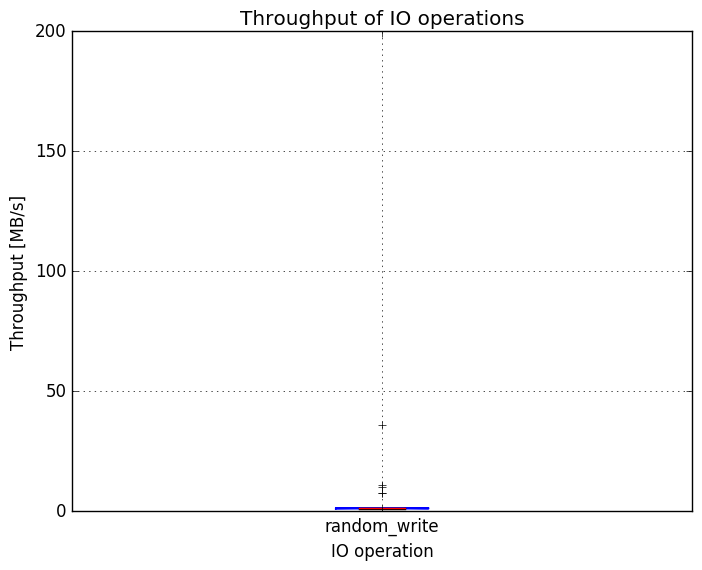 Throughput of IO operations
200
150
100
50
0
Throughput [MB/s]
random_write
IO operation